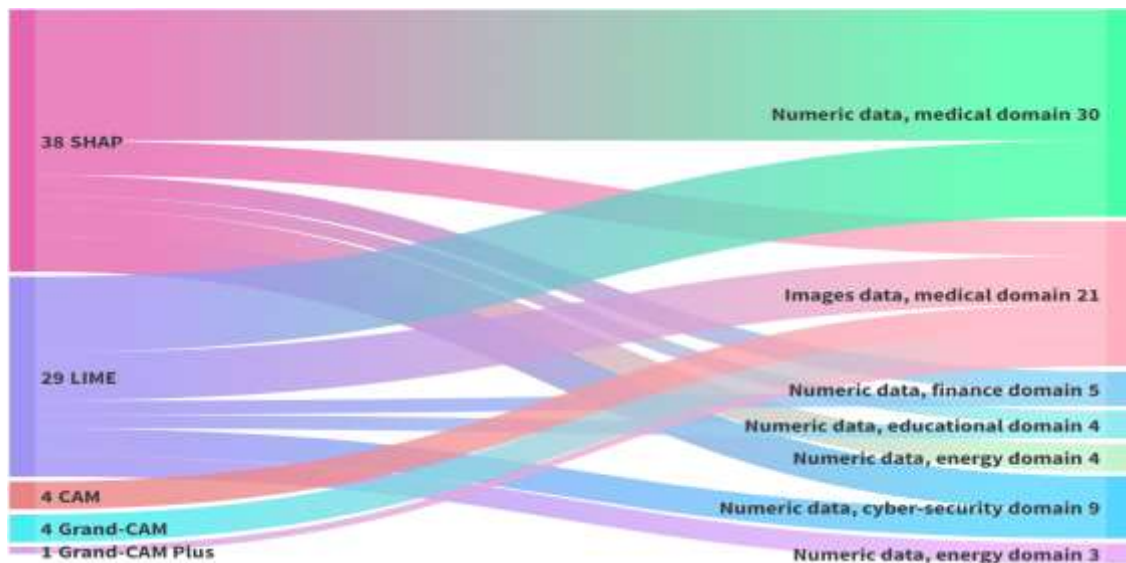 38 SHAP
29 LIME
4 CAM
4 Grand-CAM
1 Grand-CAM Plus
Numeric data, medical domain 30
Images data, medical domain 21
Numeric data, finance domain 5
Numeric data, educational domain 4
Numeric data, energy domain 4
Numeric data, cyber-security domain 9
Numeric data, energy domain 3